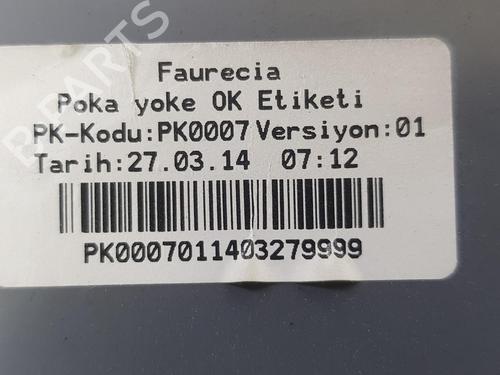 Faurecia
Poka yoke OK Etiketi
PK-Kodu:PK0007 Versiyon:01
Tarih:27.03.14 07:12
PK0007011403279999